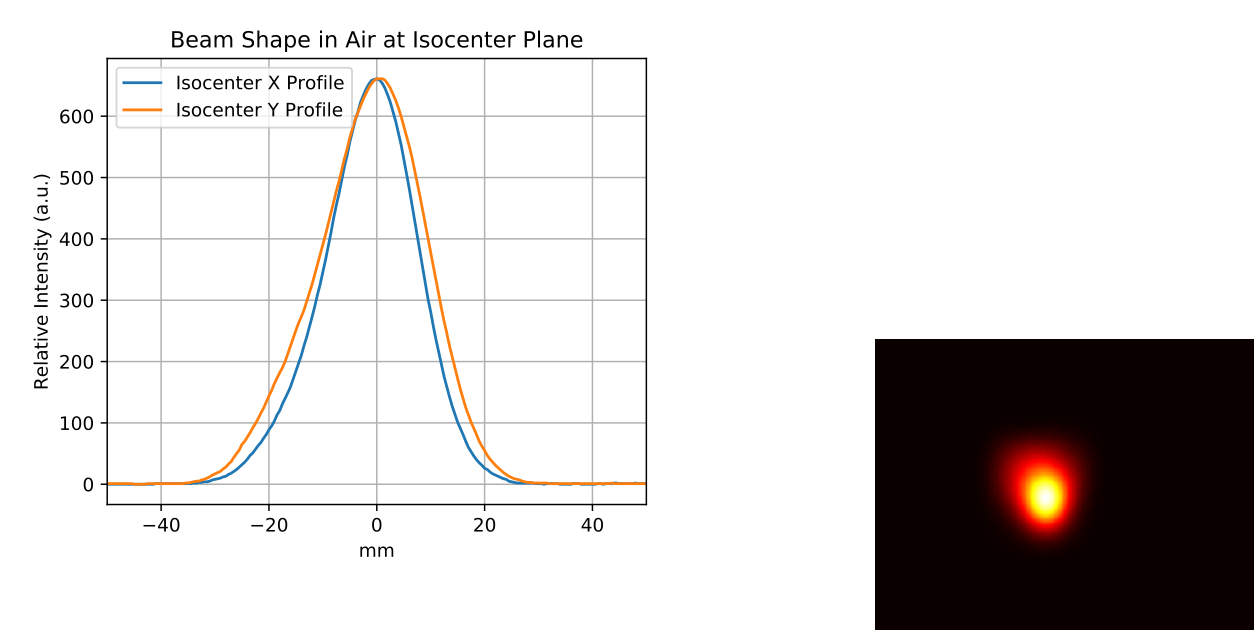 Beam Shape in Air at Isocenter Plane
Isocenter X Profile
Isocenter Y Profile
Relative Intensity (a.u.)
600
500
400
300
200
100
0
−40 −20 0 20 40
mm